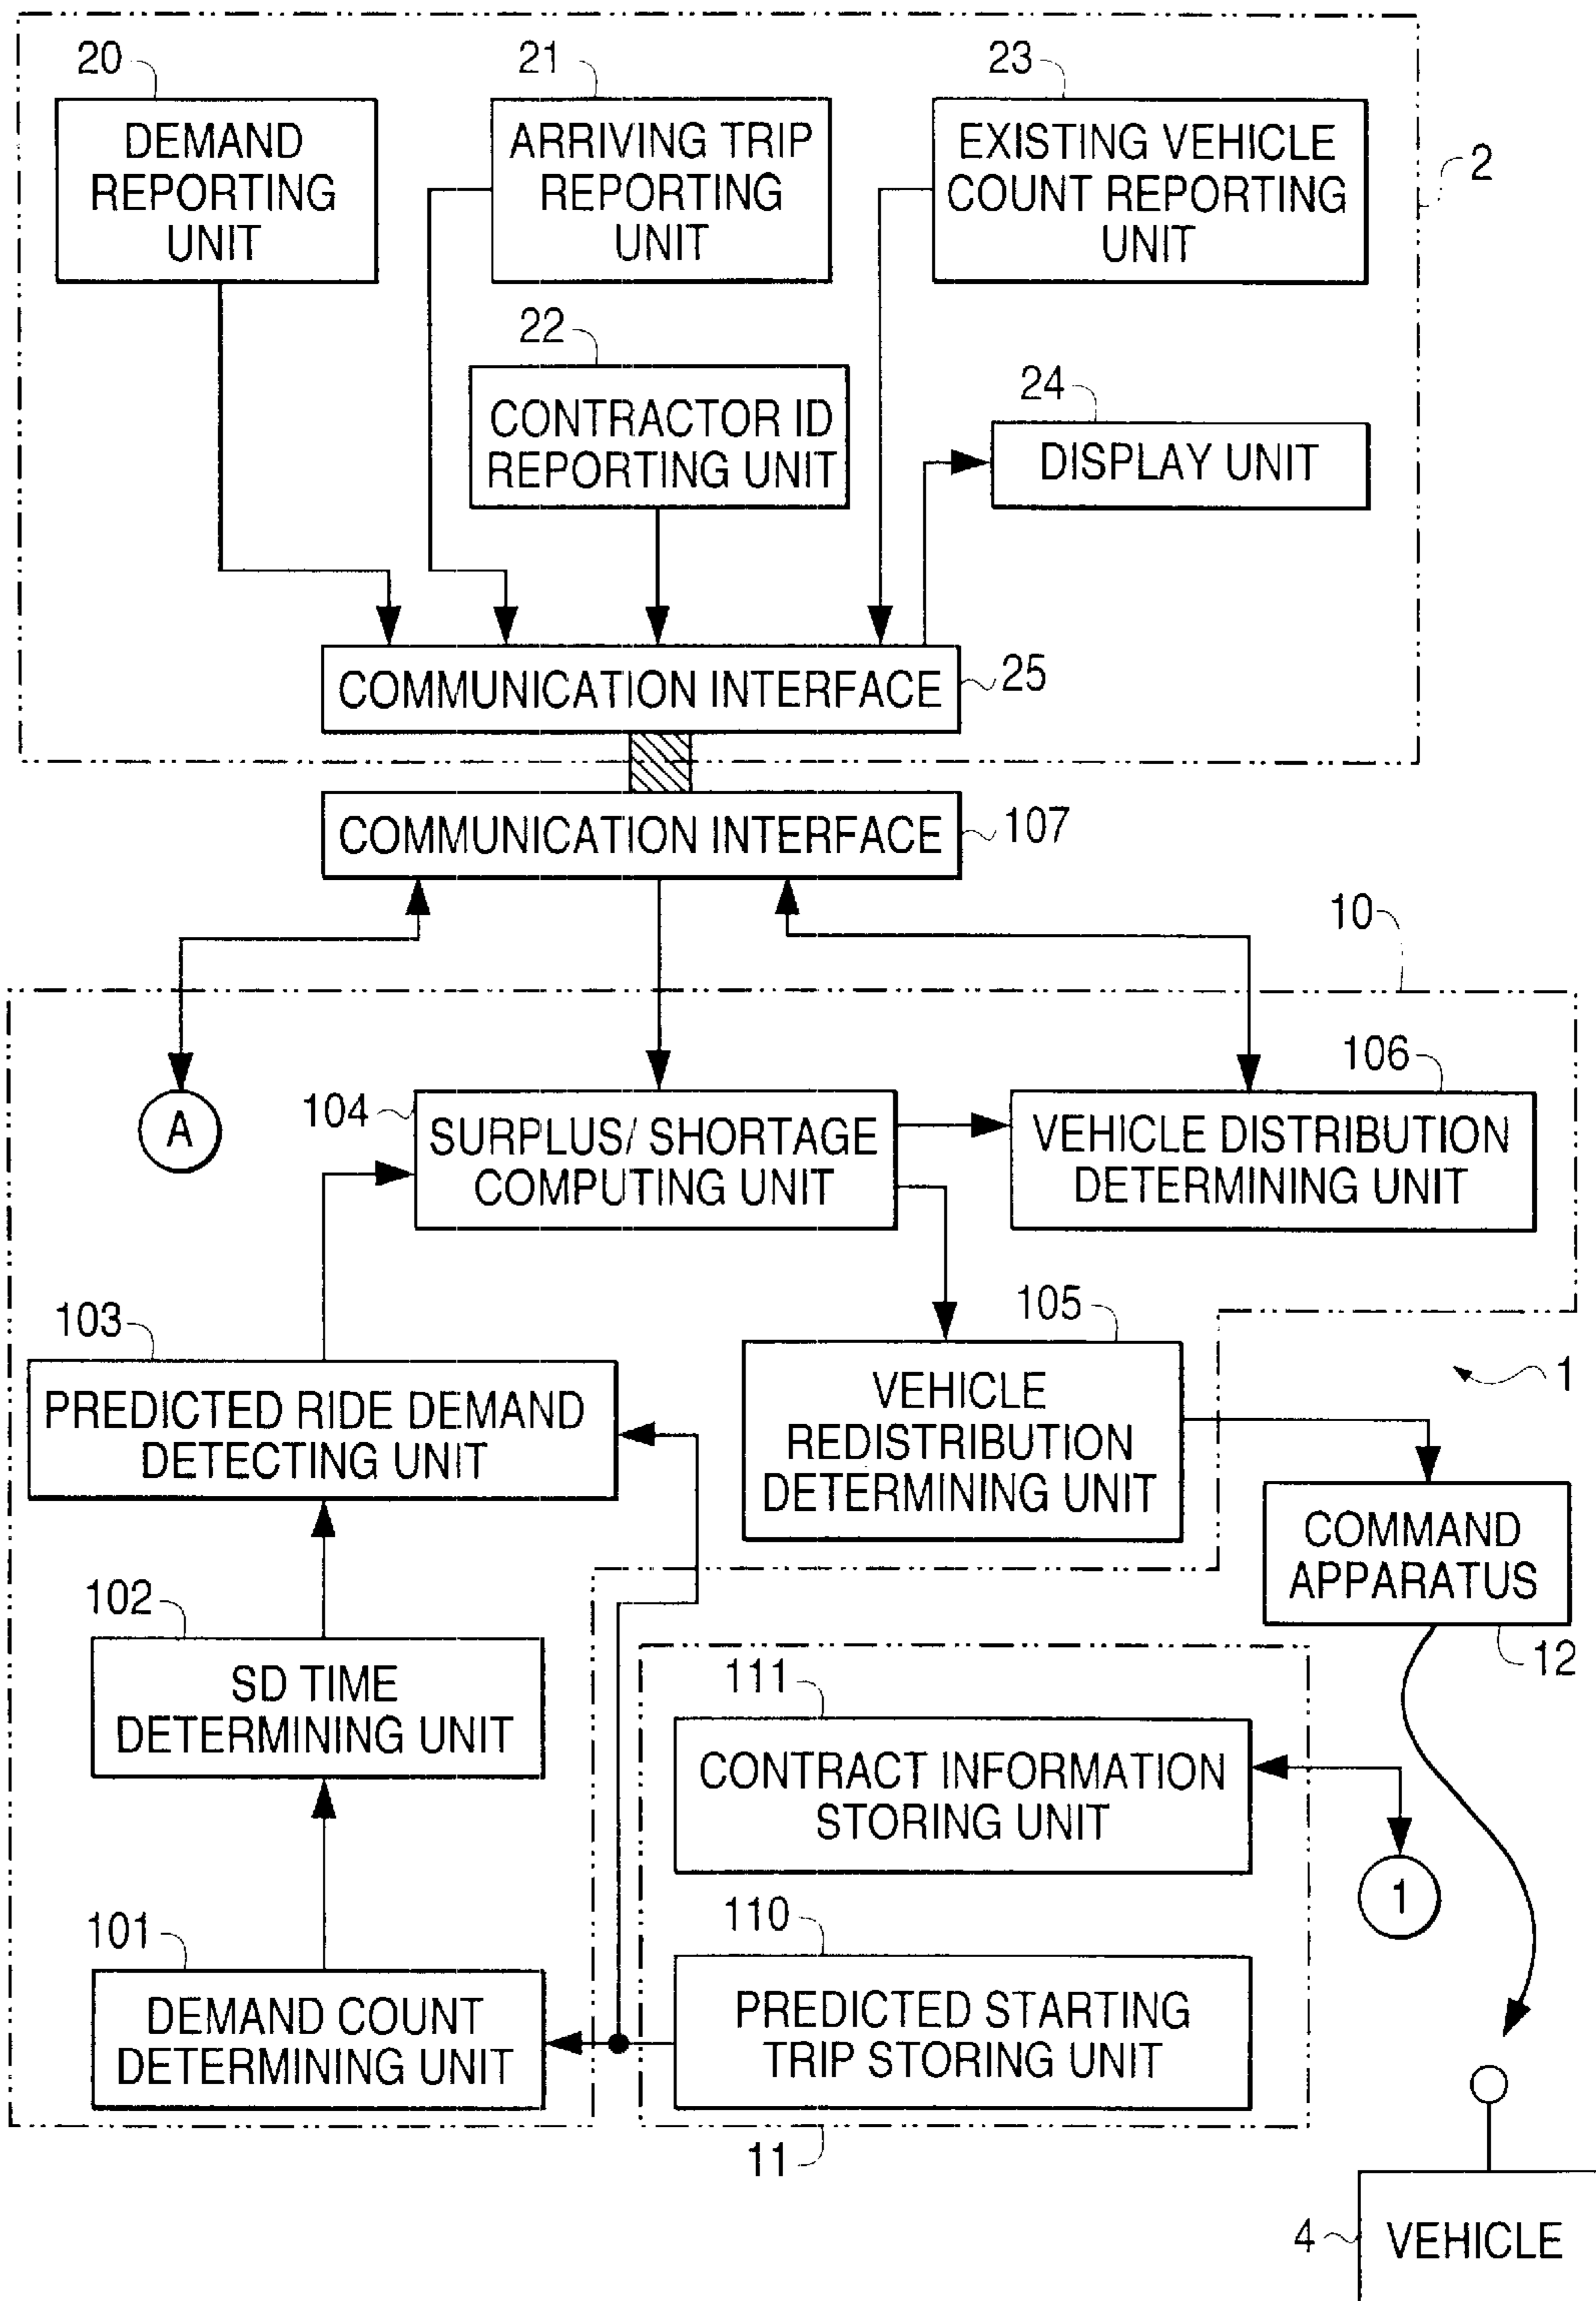 20
21
23
DEMAND
REPORTING
UNIT
ARRIVING TRIP
REPORTING
UNIT
EXISTING VEHICLE
COUNT REPORTING
UNIT
2
22
CONTRACTOR ID
REPORTING UNIT
24
DISPLAY UNIT
COMMUNICATION INTERFACE
25
COMMUNICATION INTERFACE
107
10
A
104
SURPLUS/ SHORTAGE
COMPUTING UNIT
106
VEHICLE DISTRIBUTION
DETERMINING UNIT
103
PREDICTED RIDE DEMAND
DETECTING UNIT
105
VEHICLE
REDISTRIBUTION
DETERMINING UNIT
1
COMMAND
APPARATUS
12
102
SD TIME
DETERMINING UNIT
111
CONTRACT INFORMATION
STORING UNIT
1
101
DEMAND COUNT
DETERMINING UNIT
110
PREDICTED STARTING
TRIP STORING UNIT
11
4
VEHICLE